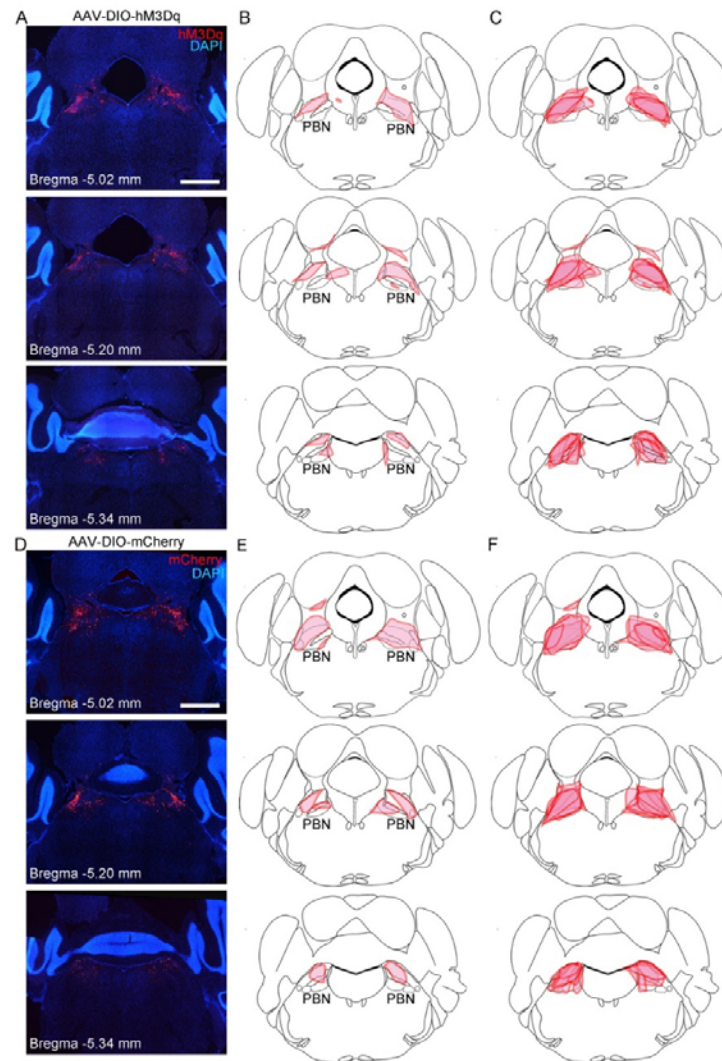 A
AAV-DIO-hM3Dq
B
C
hM3Dq
DAPI
PBN
PBN
Bregma -5.02 mm
PBN
PBN
Bregma -5.20 mm
PBN
PBN
Bregma -5.34 mm
D
AAV-DIO-mCherry
E
F
mCherry
DAPI
PBN
PBN
Bregma -5.02 mm
PBN
PBN
Bregma -5.20 mm
PBN
PBN
Bregma -5.34 mm